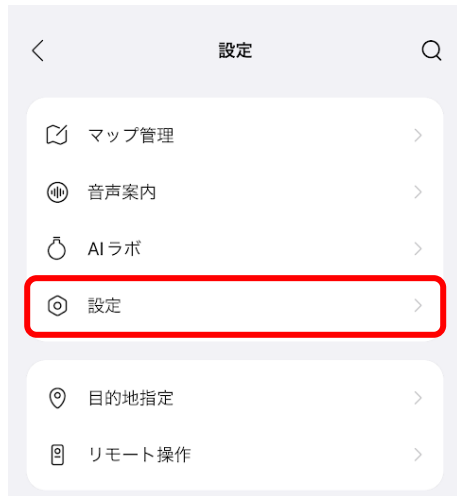 設定
マップ管理
音声案内
AIラボ
設定
目的地指定
リモート操作